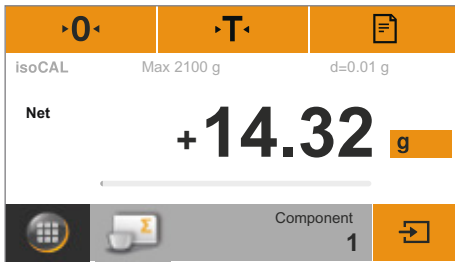 ▸0◂ ▸T◂
isoCAL Max 2100 g d=0.01 g
Net
+14.32 g
Σ
Component
1